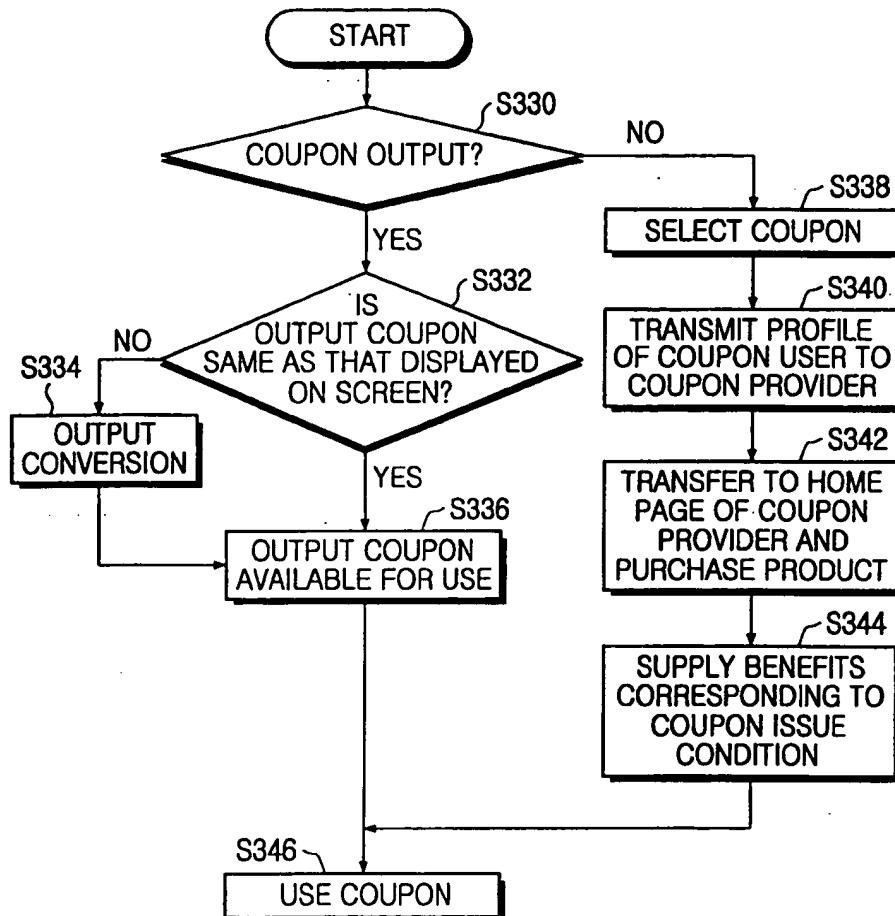 START
S330
COUPON OUTPUT?
NO
S338
SELECT COUPON
YES
S332
IS
OUTPUT COUPON
SAME AS THAT DISPLAYED
ON SCREEN?
NO
S334
OUTPUT
CONVERSION
S340
TRANSMIT PROFILE
OF COUPON USER TO
COUPON PROVIDER
YES
S336
OUTPUT COUPON
AVAILABLE FOR USE
S342
TRANSFER TO HOME
PAGE OF COUPON
PROVIDER AND
PURCHASE PRODUCT
S344
SUPPLY BENEFITS
CORRESPONDING TO
COUPON ISSUE
CONDITION
S346
USE COUPON